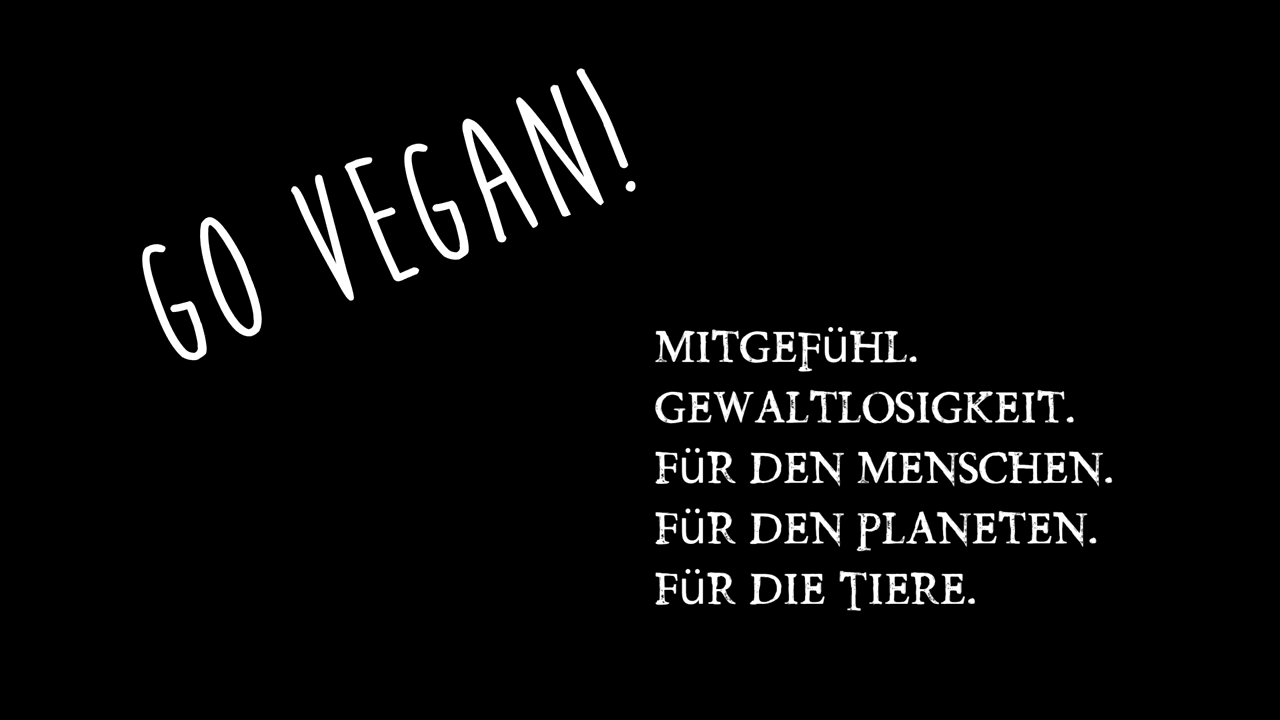 GO VEGAN!
MITGEFÜHL.
GEWALTLOSIGKEIT.
FÜR DEN MENSCHEN.
FÜR DEN PLANETEN.
FÜR DIE TIERE.